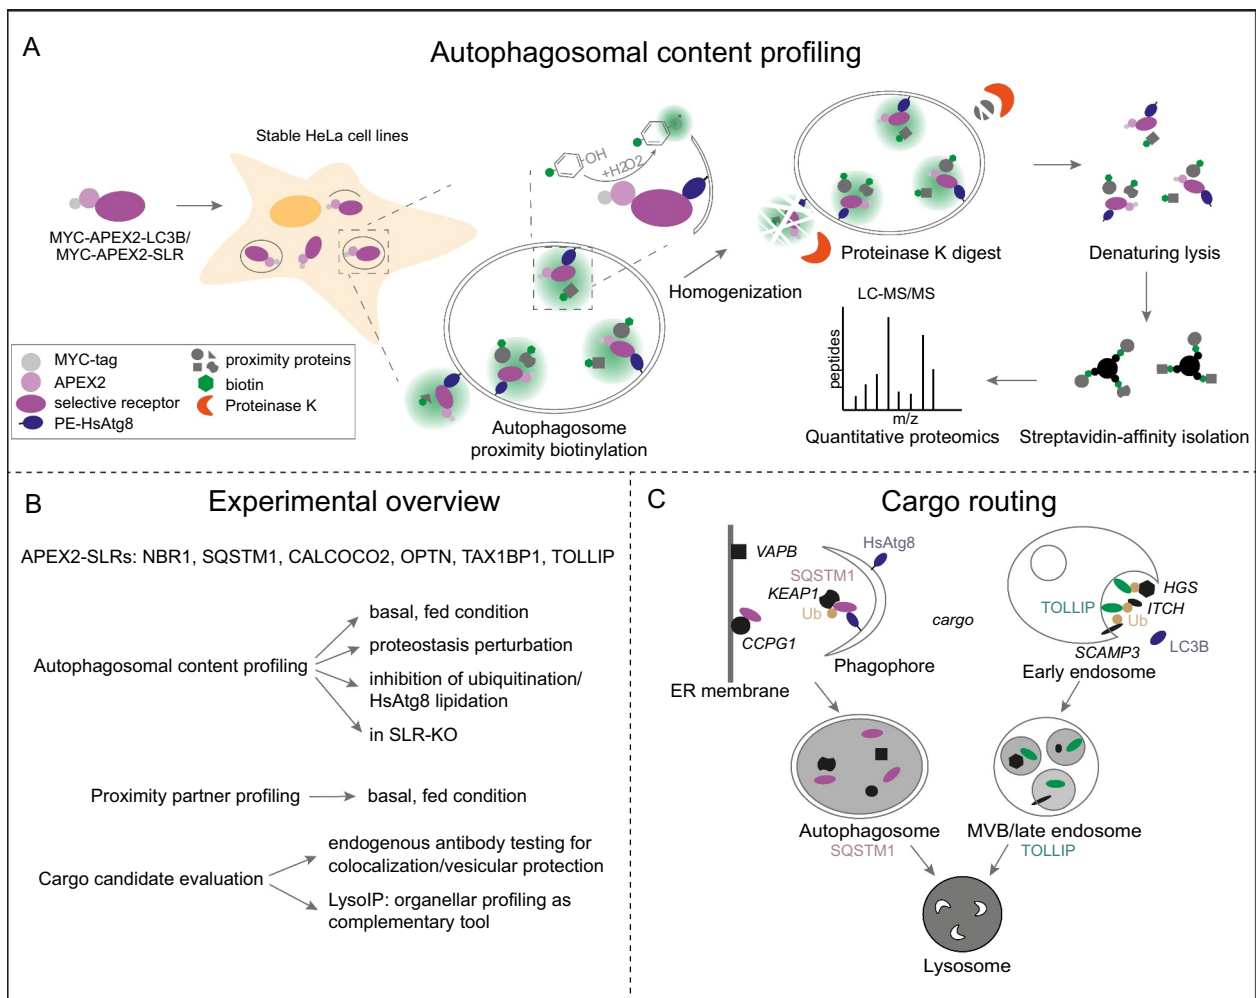 A
Autophagosomal content profiling
Stable HeLa cell lines
MYC-APEX2-LC3B/
MYC-APEX2-SLR
OH
+H2O2
Homogenization
Proteinase K digest
Denaturing lysis
LC-MS/MS
peptides
m/z
Quantitative proteomics
Streptavidin-affinity isolation
Autophagosome
proximity biotinylation
MYC-tag
APEX2
selective receptor
PE-HsAtg8
proximity proteins
biotin
Proteinase K
B
Experimental overview
APEX2-SLRs: NBR1, SQSTM1, CALCOCO2, OPTN, TAX1BP1, TOLLIP
Autophagosomal content profiling
basal, fed condition
proteostasis perturbation
inhibition of ubiquitination/
HsAtg8 lipidation
in SLR-KO
Proximity partner profiling
basal, fed condition
Cargo candidate evaluation
endogenous antibody testing for
colocalization/vesicular protection
LysoIP: organellar profiling as
complementary tool
C
Cargo routing
VAPB
HsAtg8
SQSTM1
KEAP1
Ub
CCPG1
ER membrane
Phagophore
cargo
TOLLIP
HGS
ITCH
Ub
SCAMP3
LC3B
Early endosome
Autophagosome
SQSTM1
MVB/late endosome
TOLLIP
Lysosome